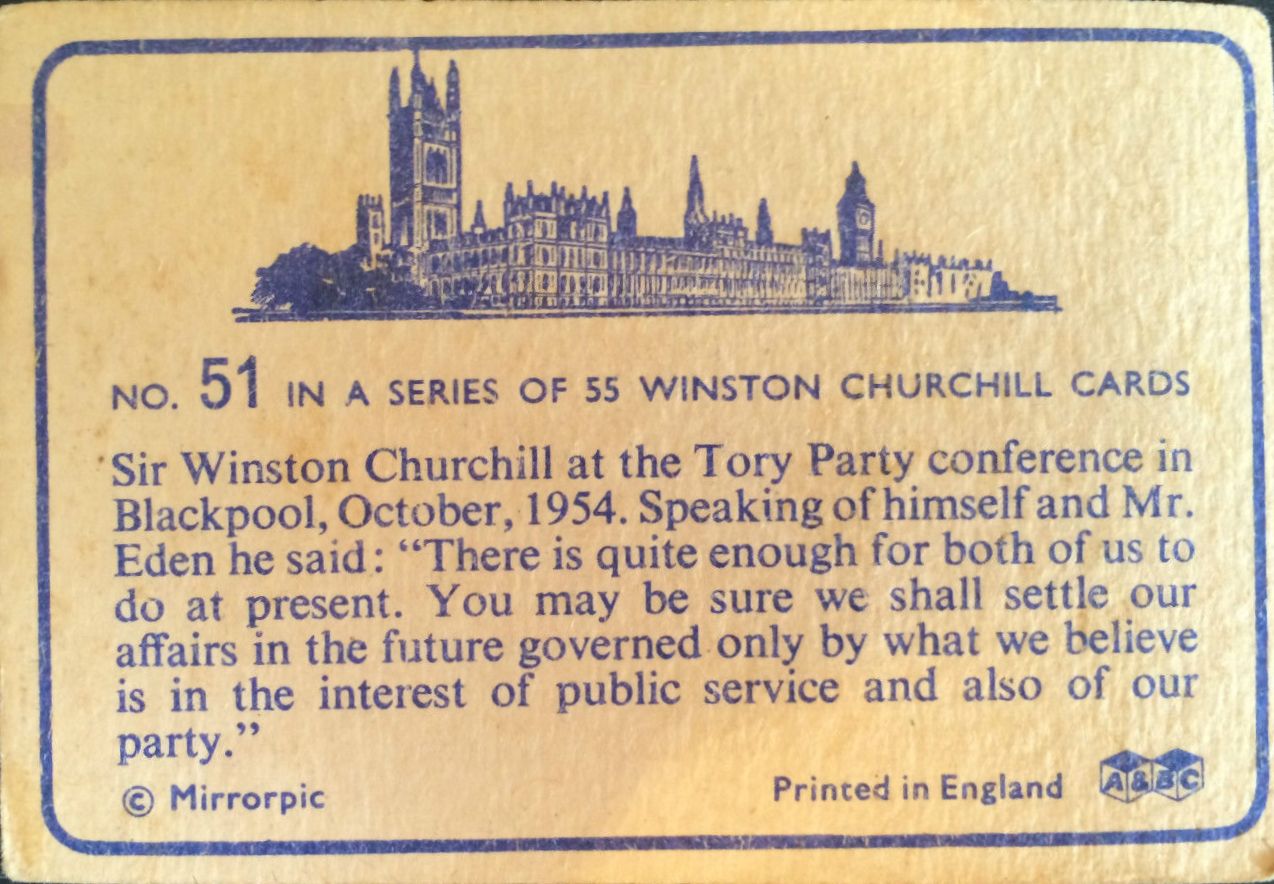 NO. 51 IN A SERIES OF 55 WINSTON CHURCHILL CARDS
Sir Winston Churchill at the Tory Party conference in
Blackpool, October, 1954. Speaking of himself and Mr.
Eden he said: “There is quite enough for both of us to
do at present. You may be sure we shall settle our
affairs in the future governed only by what we believe
is in the interest of public service and also of our
party.”
© Mirrorpic
Printed in England
A&BC